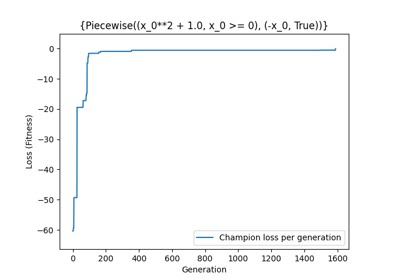 {Piecewise((x_0**2 + 1.0, x_0 >= 0), (-x_0, True))}
0
−10
−20
−30
−40
−50
−60
Loss (Fitness)
Champion loss per generation
0 200 400 600 800 1000 1200 1400 1600
Generation